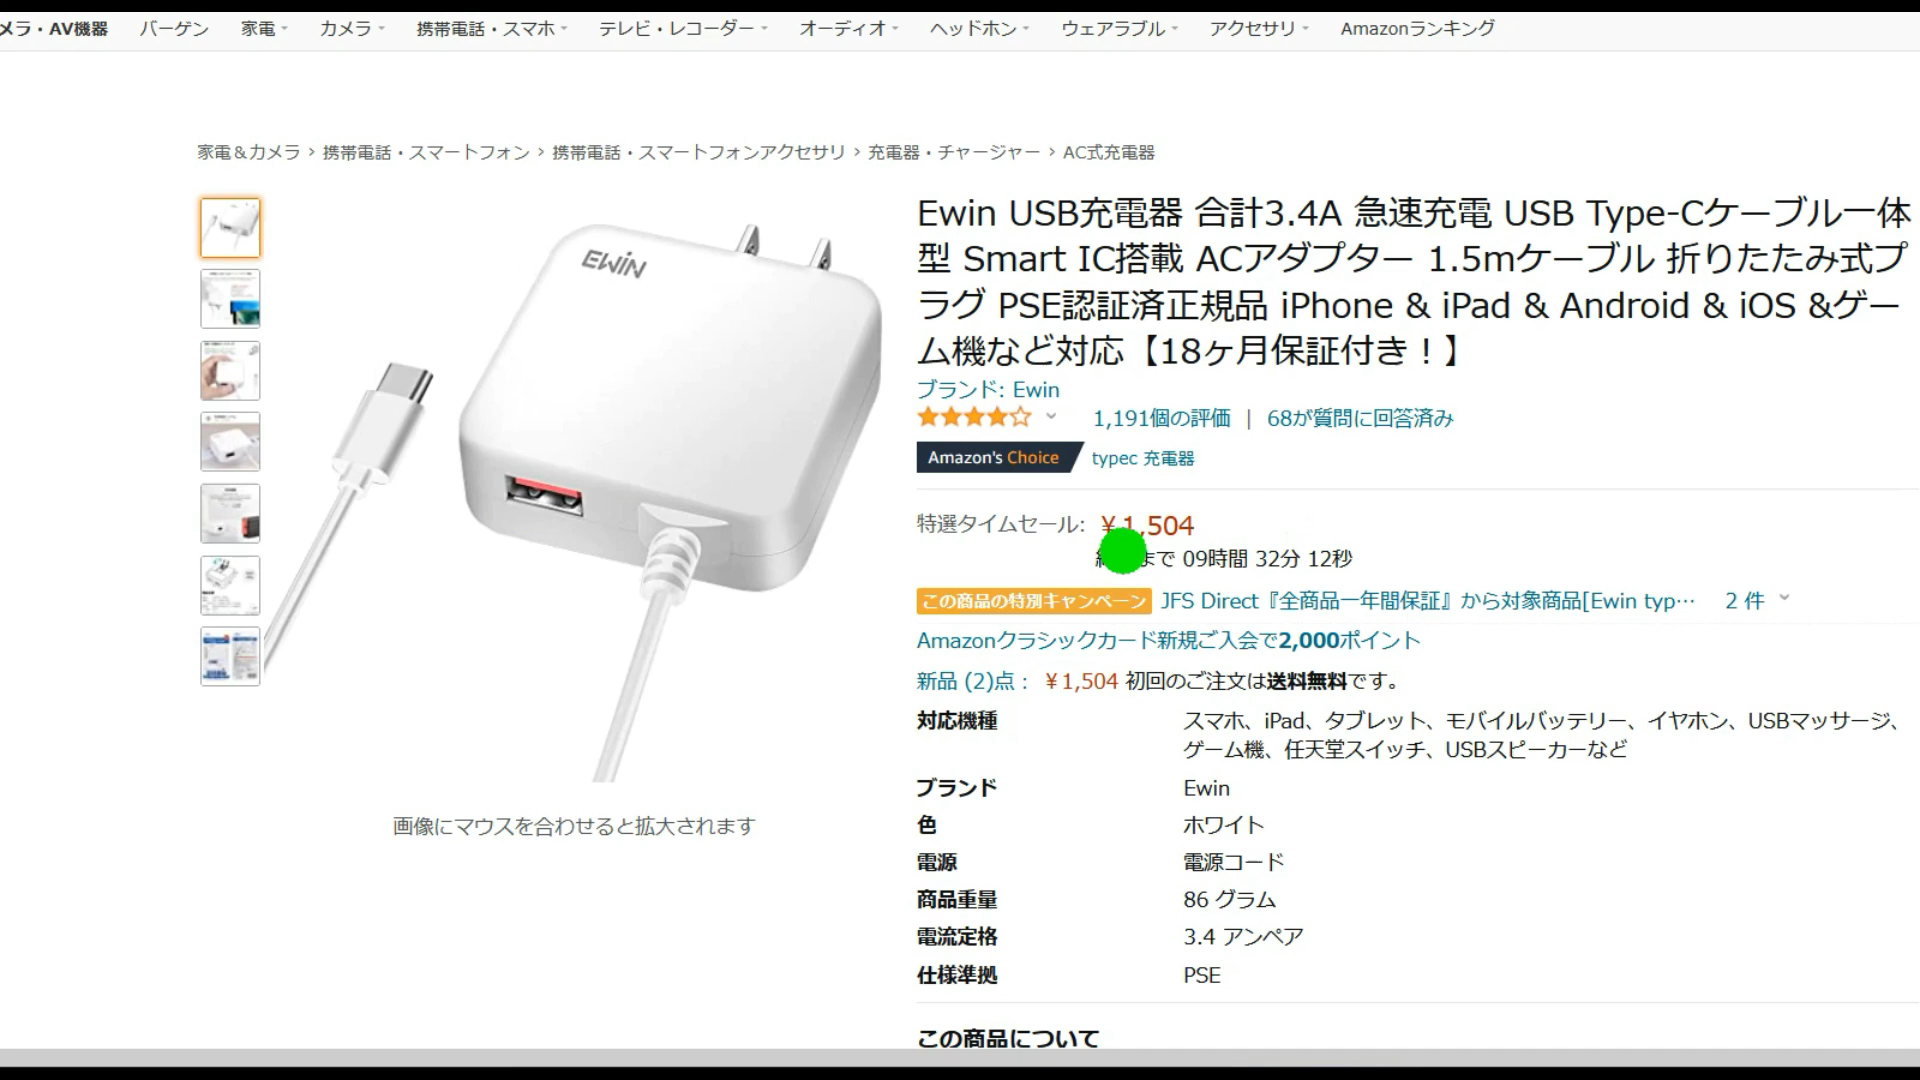 メラ・AV機器 バーゲン 家電 カメラ 携帯電話・スマホ テレビ・レコーダー オーディオ ヘッドホン ウェアラブル アクセサリ Amazonランキング
家電＆カメラ › 携帯電話・スマートフォン › 携帯電話・スマートフォンアクセサリ › 充電器・チャージャー › AC式充電器
EWIN
Ewin USB充電器 合計3.4A 急速充電 USB Type-Cケーブル一体
型 Smart IC搭載 ACアダプター 1.5mケーブル 折りたたみ式プ
ラグ PSE認証済正規品 iPhone & iPad & Android & iOS &ゲー
ム機など対応【18ヶ月保証付き！】
ブランド: Ewin
1,191個の評価 | 68が質問に回答済み
Amazon's Choice typec 充電器
特選タイムセール: ￥1,504
まで 09時間 32分 12秒
この商品の特別キャンペーン JFS Direct『全商品一年間保証』から対象商品[Ewin typ… 2 件
Amazonクラシックカード新規ご入会で2,000ポイント
新品 (2)点： ￥1,504 初回のご注文は送料無料です。
対応機種 スマホ、iPad、タブレット、モバイルバッテリー、イヤホン、USBマッサージ、
ゲーム機、任天堂スイッチ、USBスピーカーなど
ブランド Ewin
色 ホワイト
電源 電源コード
商品重量 86 グラム
電流定格 3.4 アンペア
仕様準拠 PSE
画像にマウスを合わせると拡大されます
この商品について